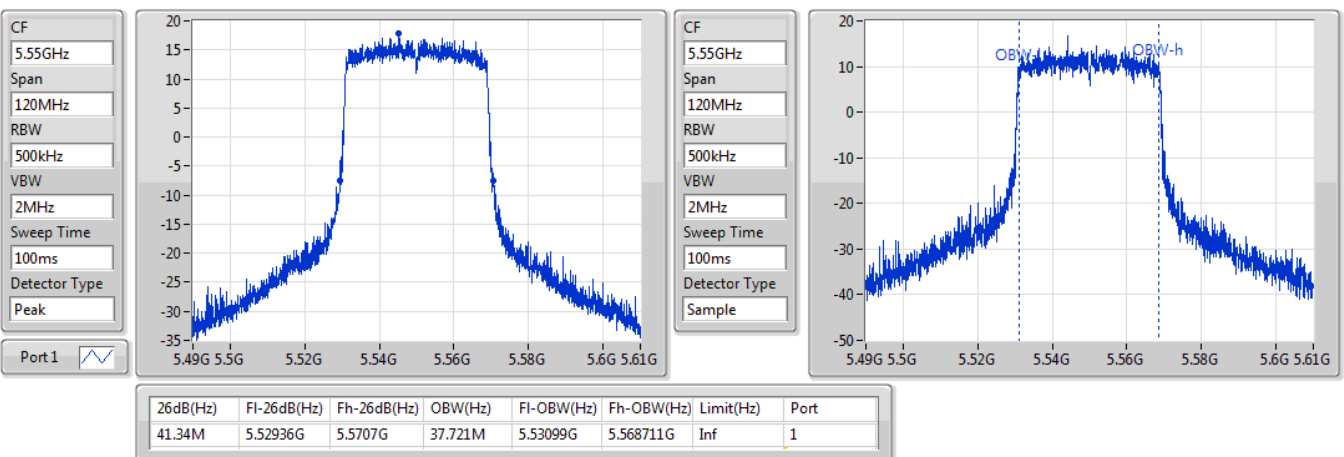 CF
5.55GHz
Span
120MHz
RBW
500kHz
VBW
2MHz
Sweep Time
100ms
Detector Type
Peak
Port 1
20
15
10
5
0
-5
-10
-15
-20
-25
-30
-35
5.49G 5.5G 5.52G 5.54G 5.56G 5.58G 5.6G 5.61G
CF
5.55GHz
Span
120MHz
RBW
500kHz
VBW
2MHz
Sweep Time
100ms
Detector Type
Sample
20
10
0
-10
-20
-30
-40
-50
OBW-h
5.49G 5.5G 5.52G 5.54G 5.56G 5.58G 5.6G 5.61G
26dB(Hz) Fl-26dB(Hz) Fh-26dB(Hz) OBW(Hz) Fl-OBW(Hz) Fh-OBW(Hz) Limit(Hz) Port
41.34M 5.52936G 5.5707G 37.721M 5.53099G 5.568711G Inf 1